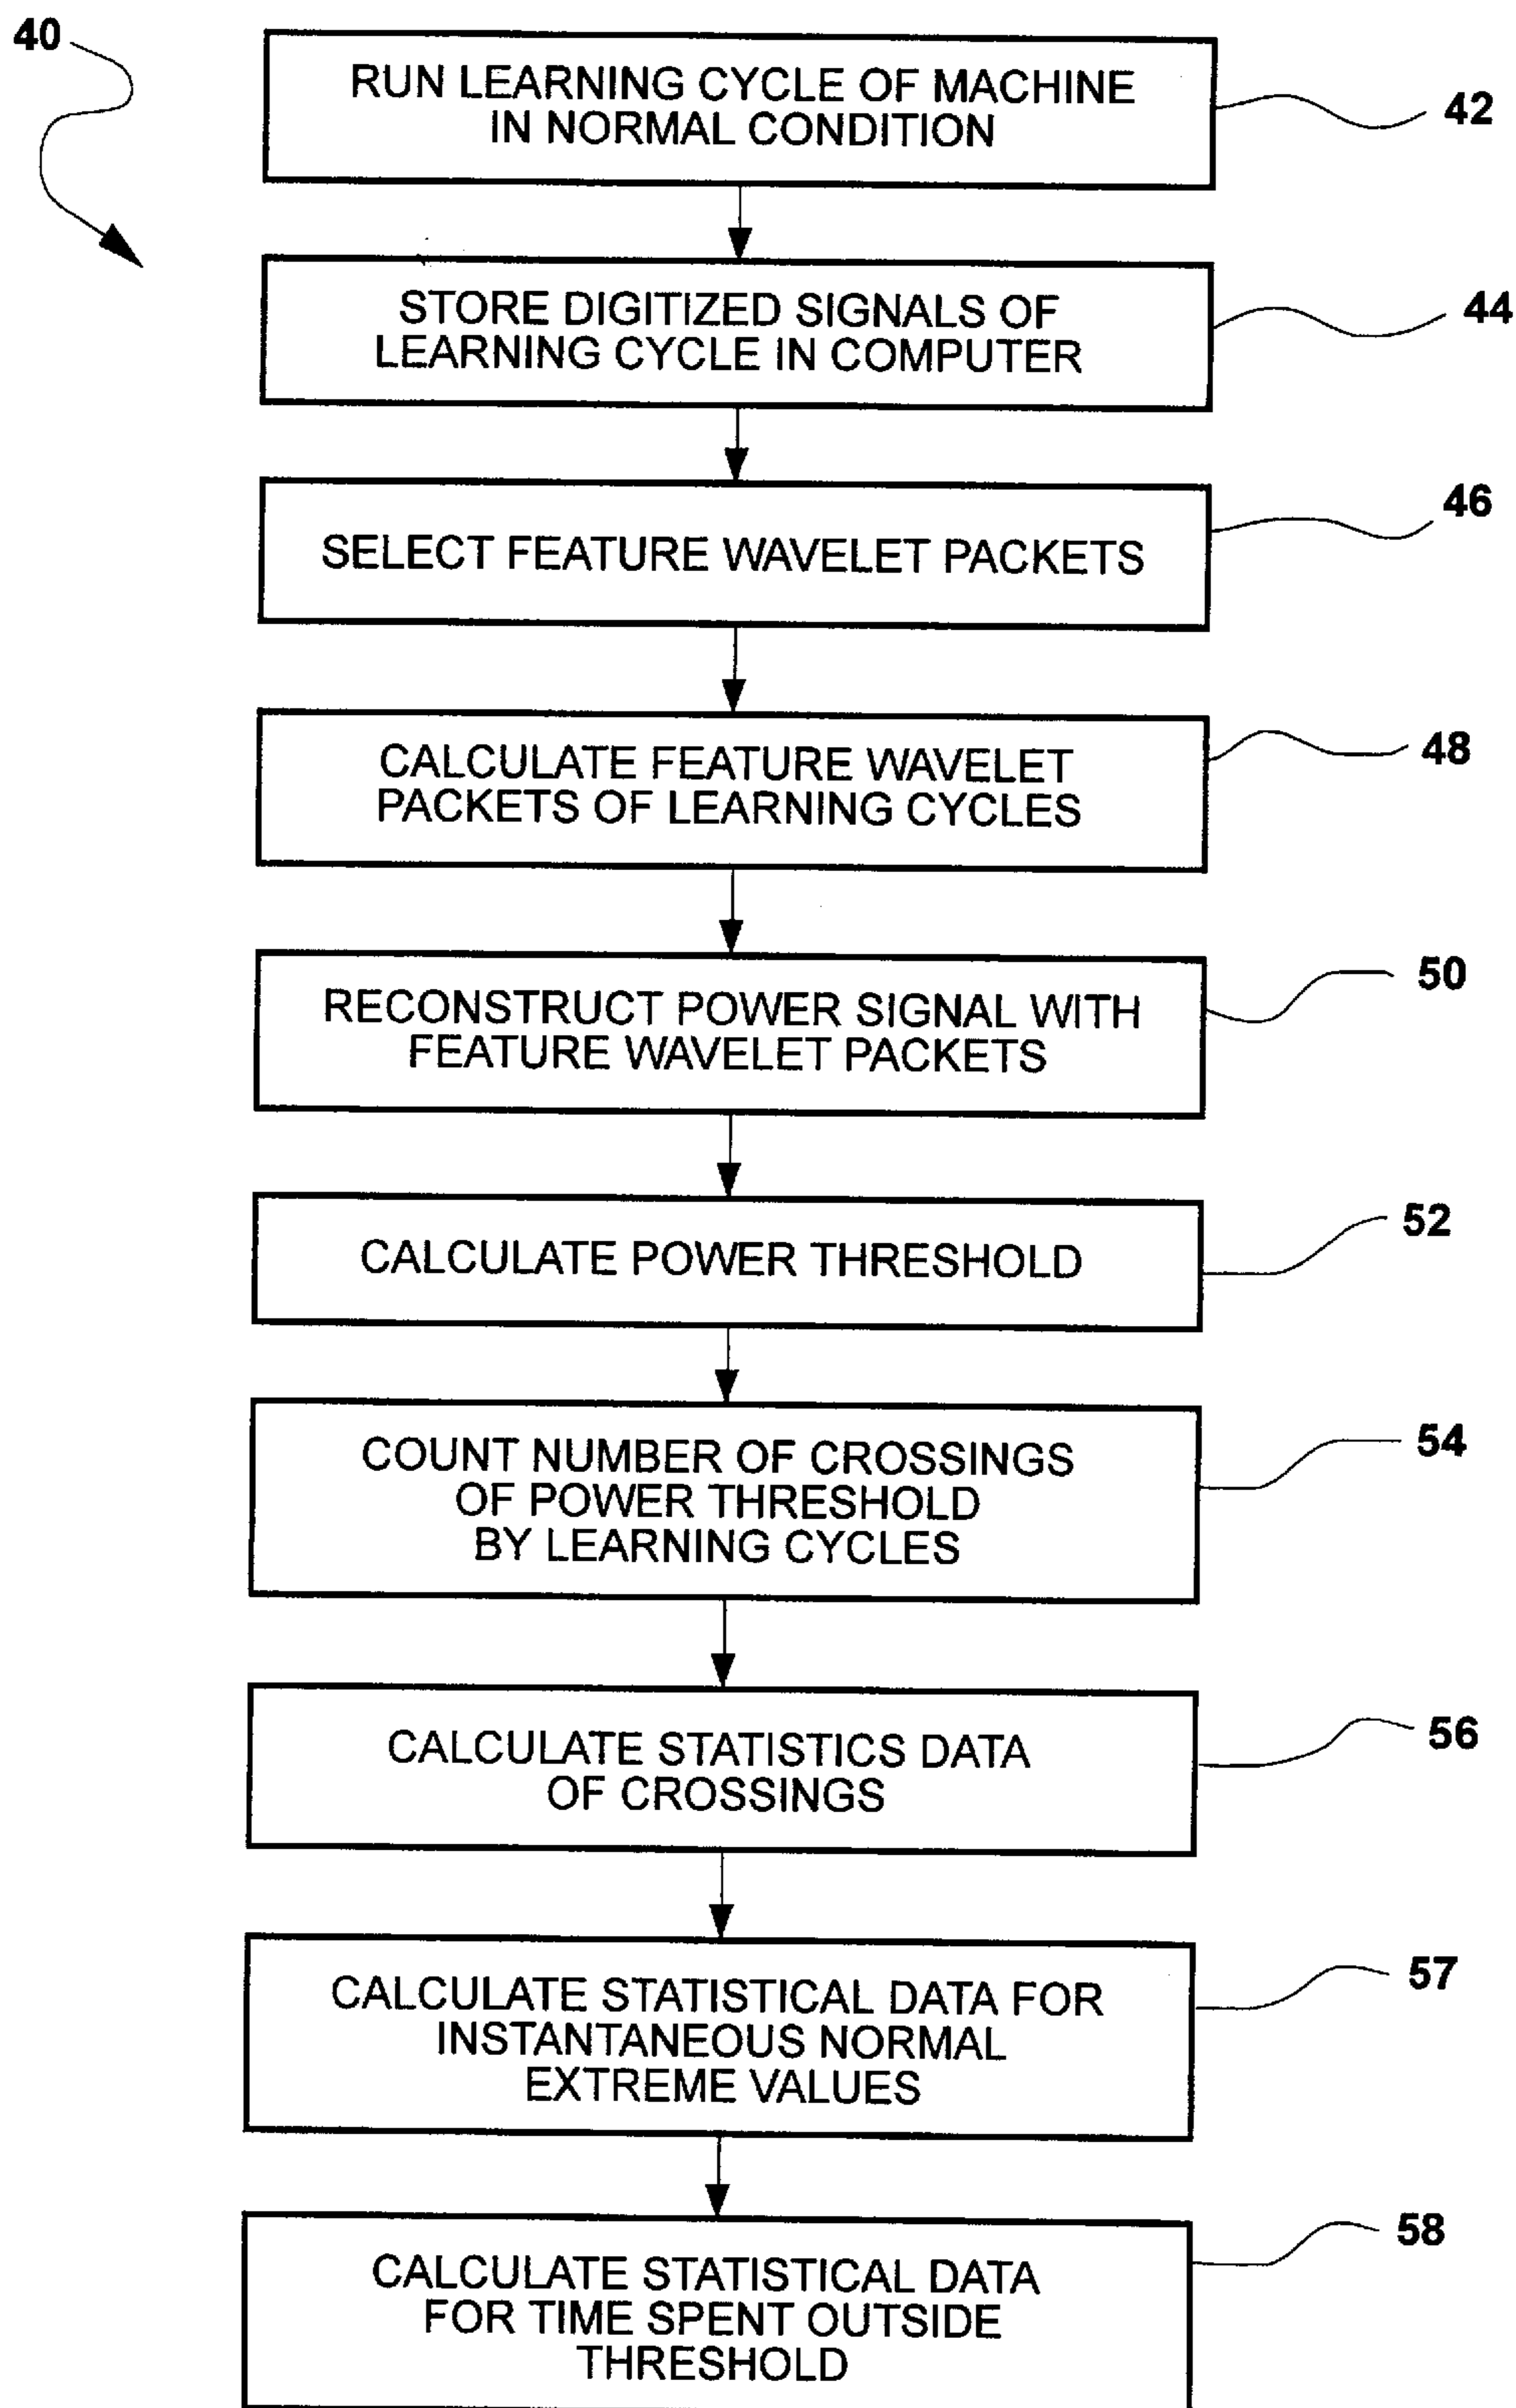 40
RUN LEARNING CYCLE OF MACHINE
IN NORMAL CONDITION
42
STORE DIGITIZED SIGNALS OF
LEARNING CYCLE IN COMPUTER
44
SELECT FEATURE WAVELET PACKETS
46
CALCULATE FEATURE WAVELET
PACKETS OF LEARNING CYCLES
48
RECONSTRUCT POWER SIGNAL WITH
FEATURE WAVELET PACKETS
50
CALCULATE POWER THRESHOLD
52
COUNT NUMBER OF CROSSINGS
OF POWER THRESHOLD
BY LEARNING CYCLES
54
CALCULATE STATISTICS DATA
OF CROSSINGS
56
CALCULATE STATISTICAL DATA FOR
INSTANTANEOUS NORMAL
EXTREME VALUES
57
CALCULATE STATISTICAL DATA
FOR TIME SPENT OUTSIDE
THRESHOLD
58